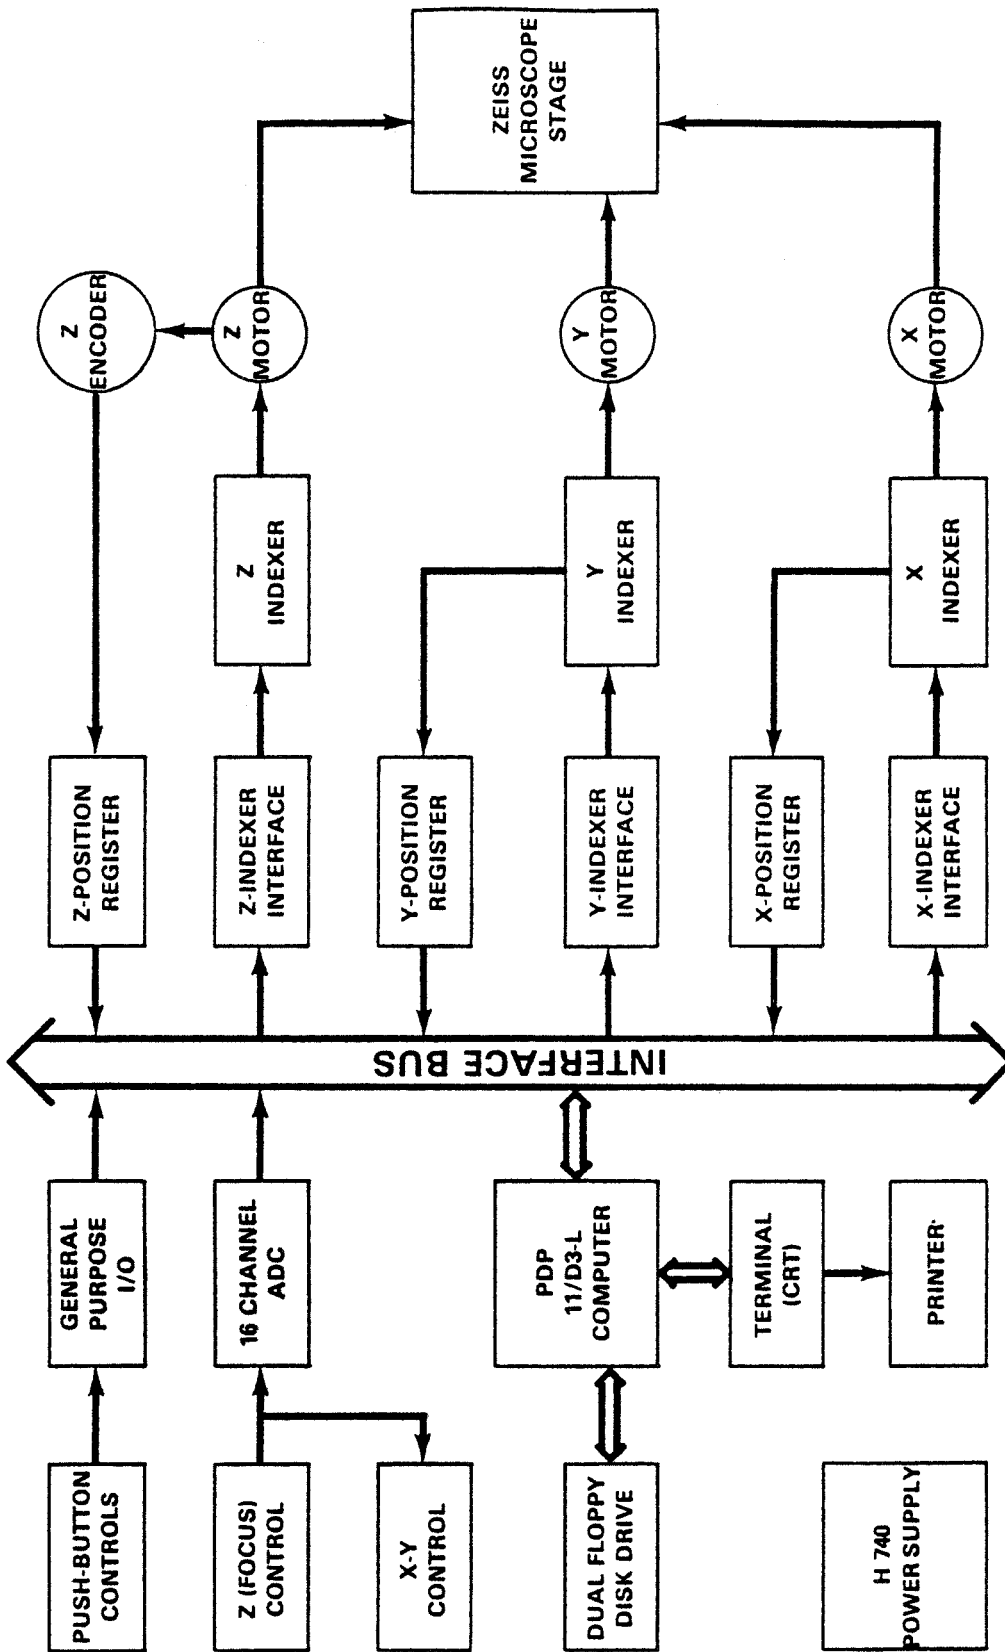 PUSH-BUTTON
CONTROLS
GENERAL
PURPOSE
I/O
Z-POSITION
REGISTER
Z
ENCODER
Z (FOCUS)
CONTROL
16 CHANNEL
ADC
Z-INDEXER
INTERFACE
Z
INDEXER
Z
MOTOR
X-Y
CONTROL
INTERFACE BUS
Y-POSITION
REGISTER
ZEISS
MICROSCOPE
STAGE
DUAL FLOPPY
DISK DRIVE
PDP
11/D3-L
COMPUTER
Y-INDEXER
INTERFACE
Y
INDEXER
Y
MOTOR
TERMINAL
(CRT)
X-POSITION
REGISTER
H 740
POWER SUPPLY
PRINTER
X-INDEXER
INTERFACE
X
INDEXER
X
MOTOR